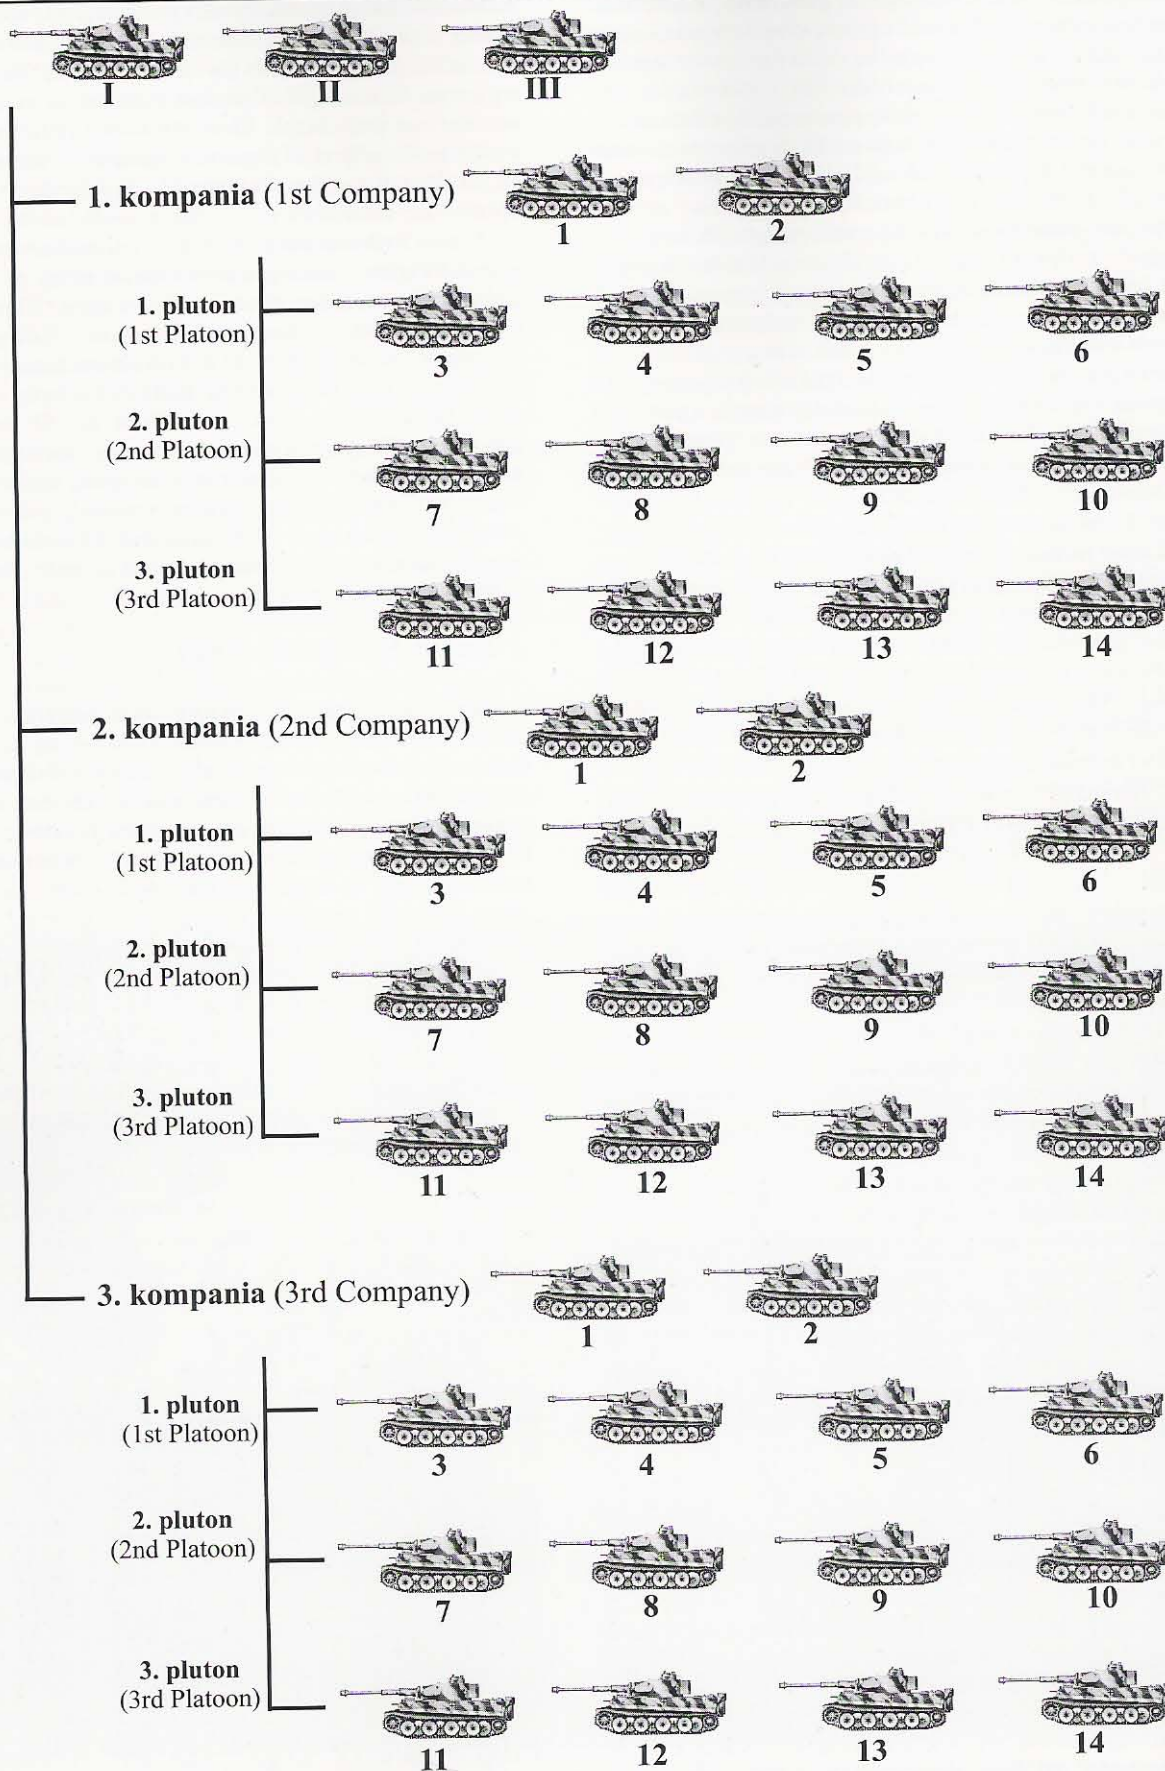 I II III
1. kompania (1st Company)
1 2
1. pluton
(1st Platoon)
3 4 5 6
2. pluton
(2nd Platoon)
7 8 9 10
3. pluton
(3rd Platoon)
11 12 13 14
2. kompania (2nd Company)
1 2
1. pluton
(1st Platoon)
3 4 5 6
2. pluton
(2nd Platoon)
7 8 9 10
3. pluton
(3rd Platoon)
11 12 13 14
3. kompania (3rd Company)
1 2
1. pluton
(1st Platoon)
3 4 5 6
2. pluton
(2nd Platoon)
7 8 9 10
3. pluton
(3rd Platoon)
11 12 13 14